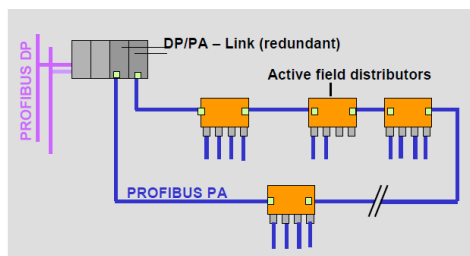 DP/PA – Link (redundant)
PROFIBUS DP
Active field distributors
PROFIBUS PA